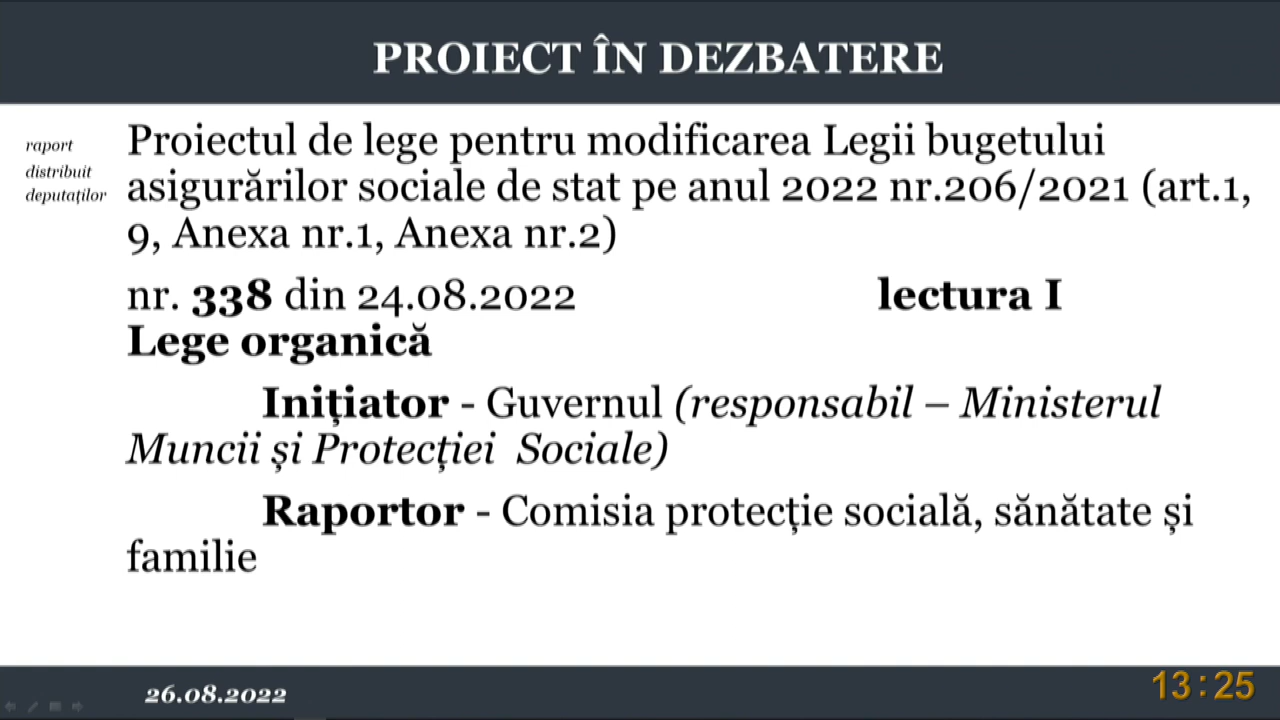 PROIECT ÎN DEZBATERE
raport
distribuit
deputaților
Proiectul de lege pentru modificarea Legii bugetului
asigurărilor sociale de stat pe anul 2022 nr.206/2021 (art.1,
9, Anexa nr.1, Anexa nr.2)
nr. 338 din 24.08.2022 lectura I
Lege organică
Inițiator - Guvernul (responsabil – Ministerul
Muncii și Protecției Sociale)
Raportor - Comisia protecție socială, sănătate și
familie
26.08.2022
13:25